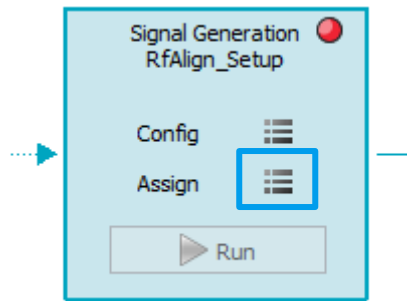 Signal Generation
RfAlign_Setup
Config
Assign
Run